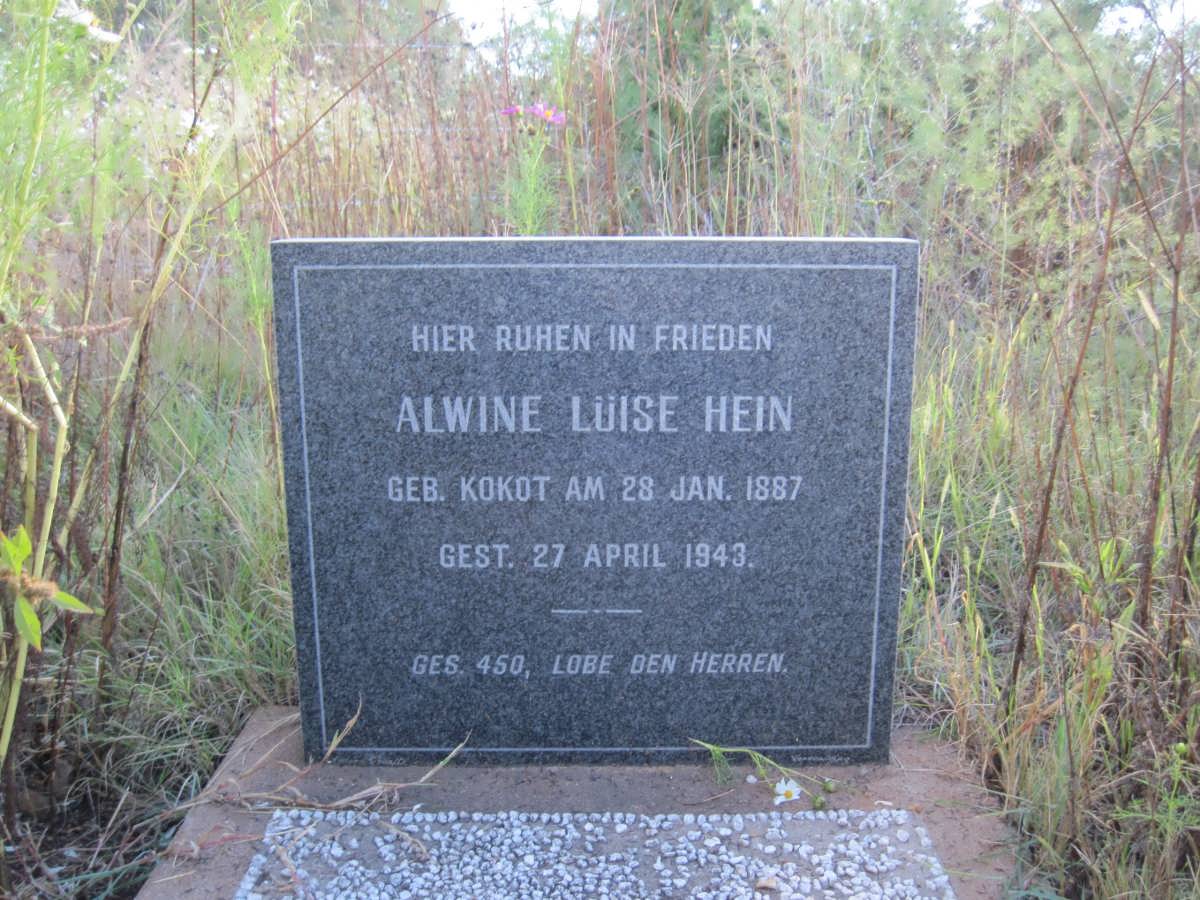 HIER RUHEN IN FRIEDEN
ALWINE LÜISE HEIN
GEB. KOKOT AM 28 JAN. 1887
GEST. 27 APRIL 1943.
GES. 450, LOBE DEN HERREN.